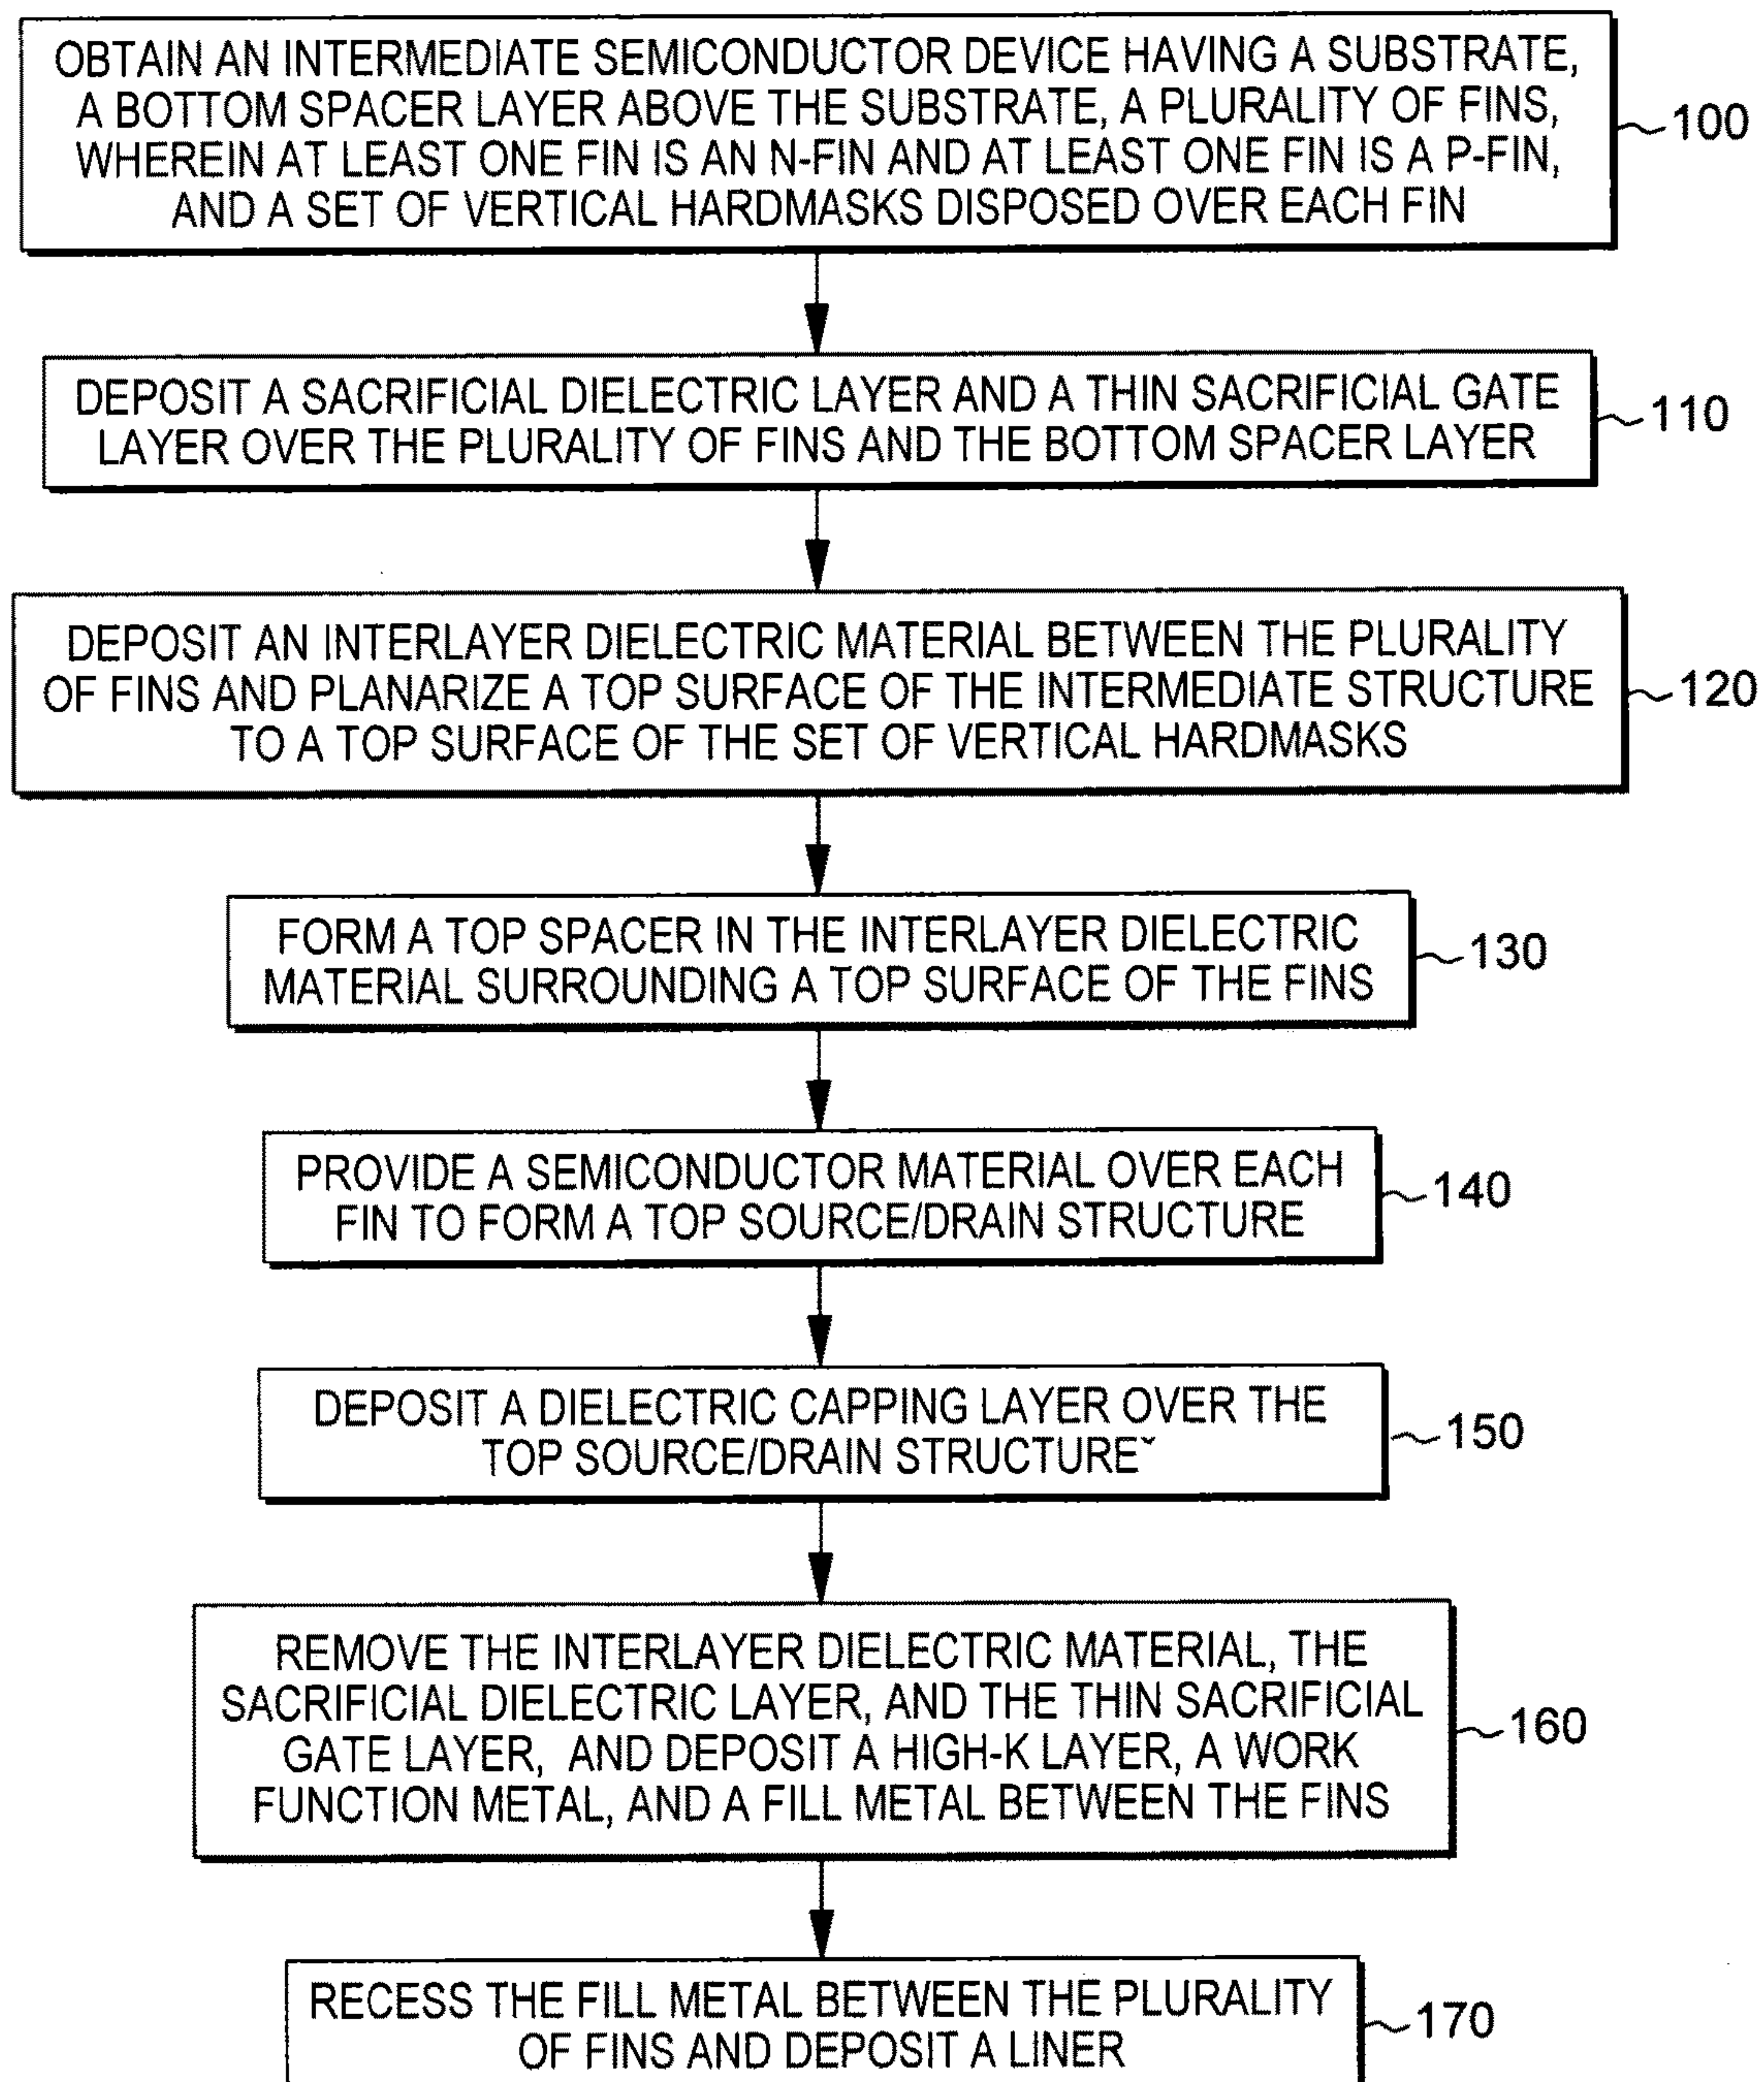 OBTAIN AN INTERMEDIATE SEMICONDUCTOR DEVICE HAVING A SUBSTRATE,
A BOTTOM SPACER LAYER ABOVE THE SUBSTRATE, A PLURALITY OF FINS,
WHEREIN AT LEAST ONE FIN IS AN N-FIN AND AT LEAST ONE FIN IS A P-FIN,
AND A SET OF VERTICAL HARDMASKS DISPOSED OVER EACH FIN
100
DEPOSIT A SACRIFICIAL DIELECTRIC LAYER AND A THIN SACRIFICIAL GATE
LAYER OVER THE PLURALITY OF FINS AND THE BOTTOM SPACER LAYER
110
DEPOSIT AN INTERLAYER DIELECTRIC MATERIAL BETWEEN THE PLURALITY
OF FINS AND PLANARIZE A TOP SURFACE OF THE INTERMEDIATE STRUCTURE
TO A TOP SURFACE OF THE SET OF VERTICAL HARDMASKS
120
FORM A TOP SPACER IN THE INTERLAYER DIELECTRIC
MATERIAL SURROUNDING A TOP SURFACE OF THE FINS
130
PROVIDE A SEMICONDUCTOR MATERIAL OVER EACH
FIN TO FORM A TOP SOURCE/DRAIN STRUCTURE
140
DEPOSIT A DIELECTRIC CAPPING LAYER OVER THE
TOP SOURCE/DRAIN STRUCTURE
150
REMOVE THE INTERLAYER DIELECTRIC MATERIAL, THE
SACRIFICIAL DIELECTRIC LAYER, AND THE THIN SACRIFICIAL
GATE LAYER, AND DEPOSIT A HIGH-K LAYER, A WORK
FUNCTION METAL, AND A FILL METAL BETWEEN THE FINS
160
RECESS THE FILL METAL BETWEEN THE PLURALITY
OF FINS AND DEPOSIT A LINER
170